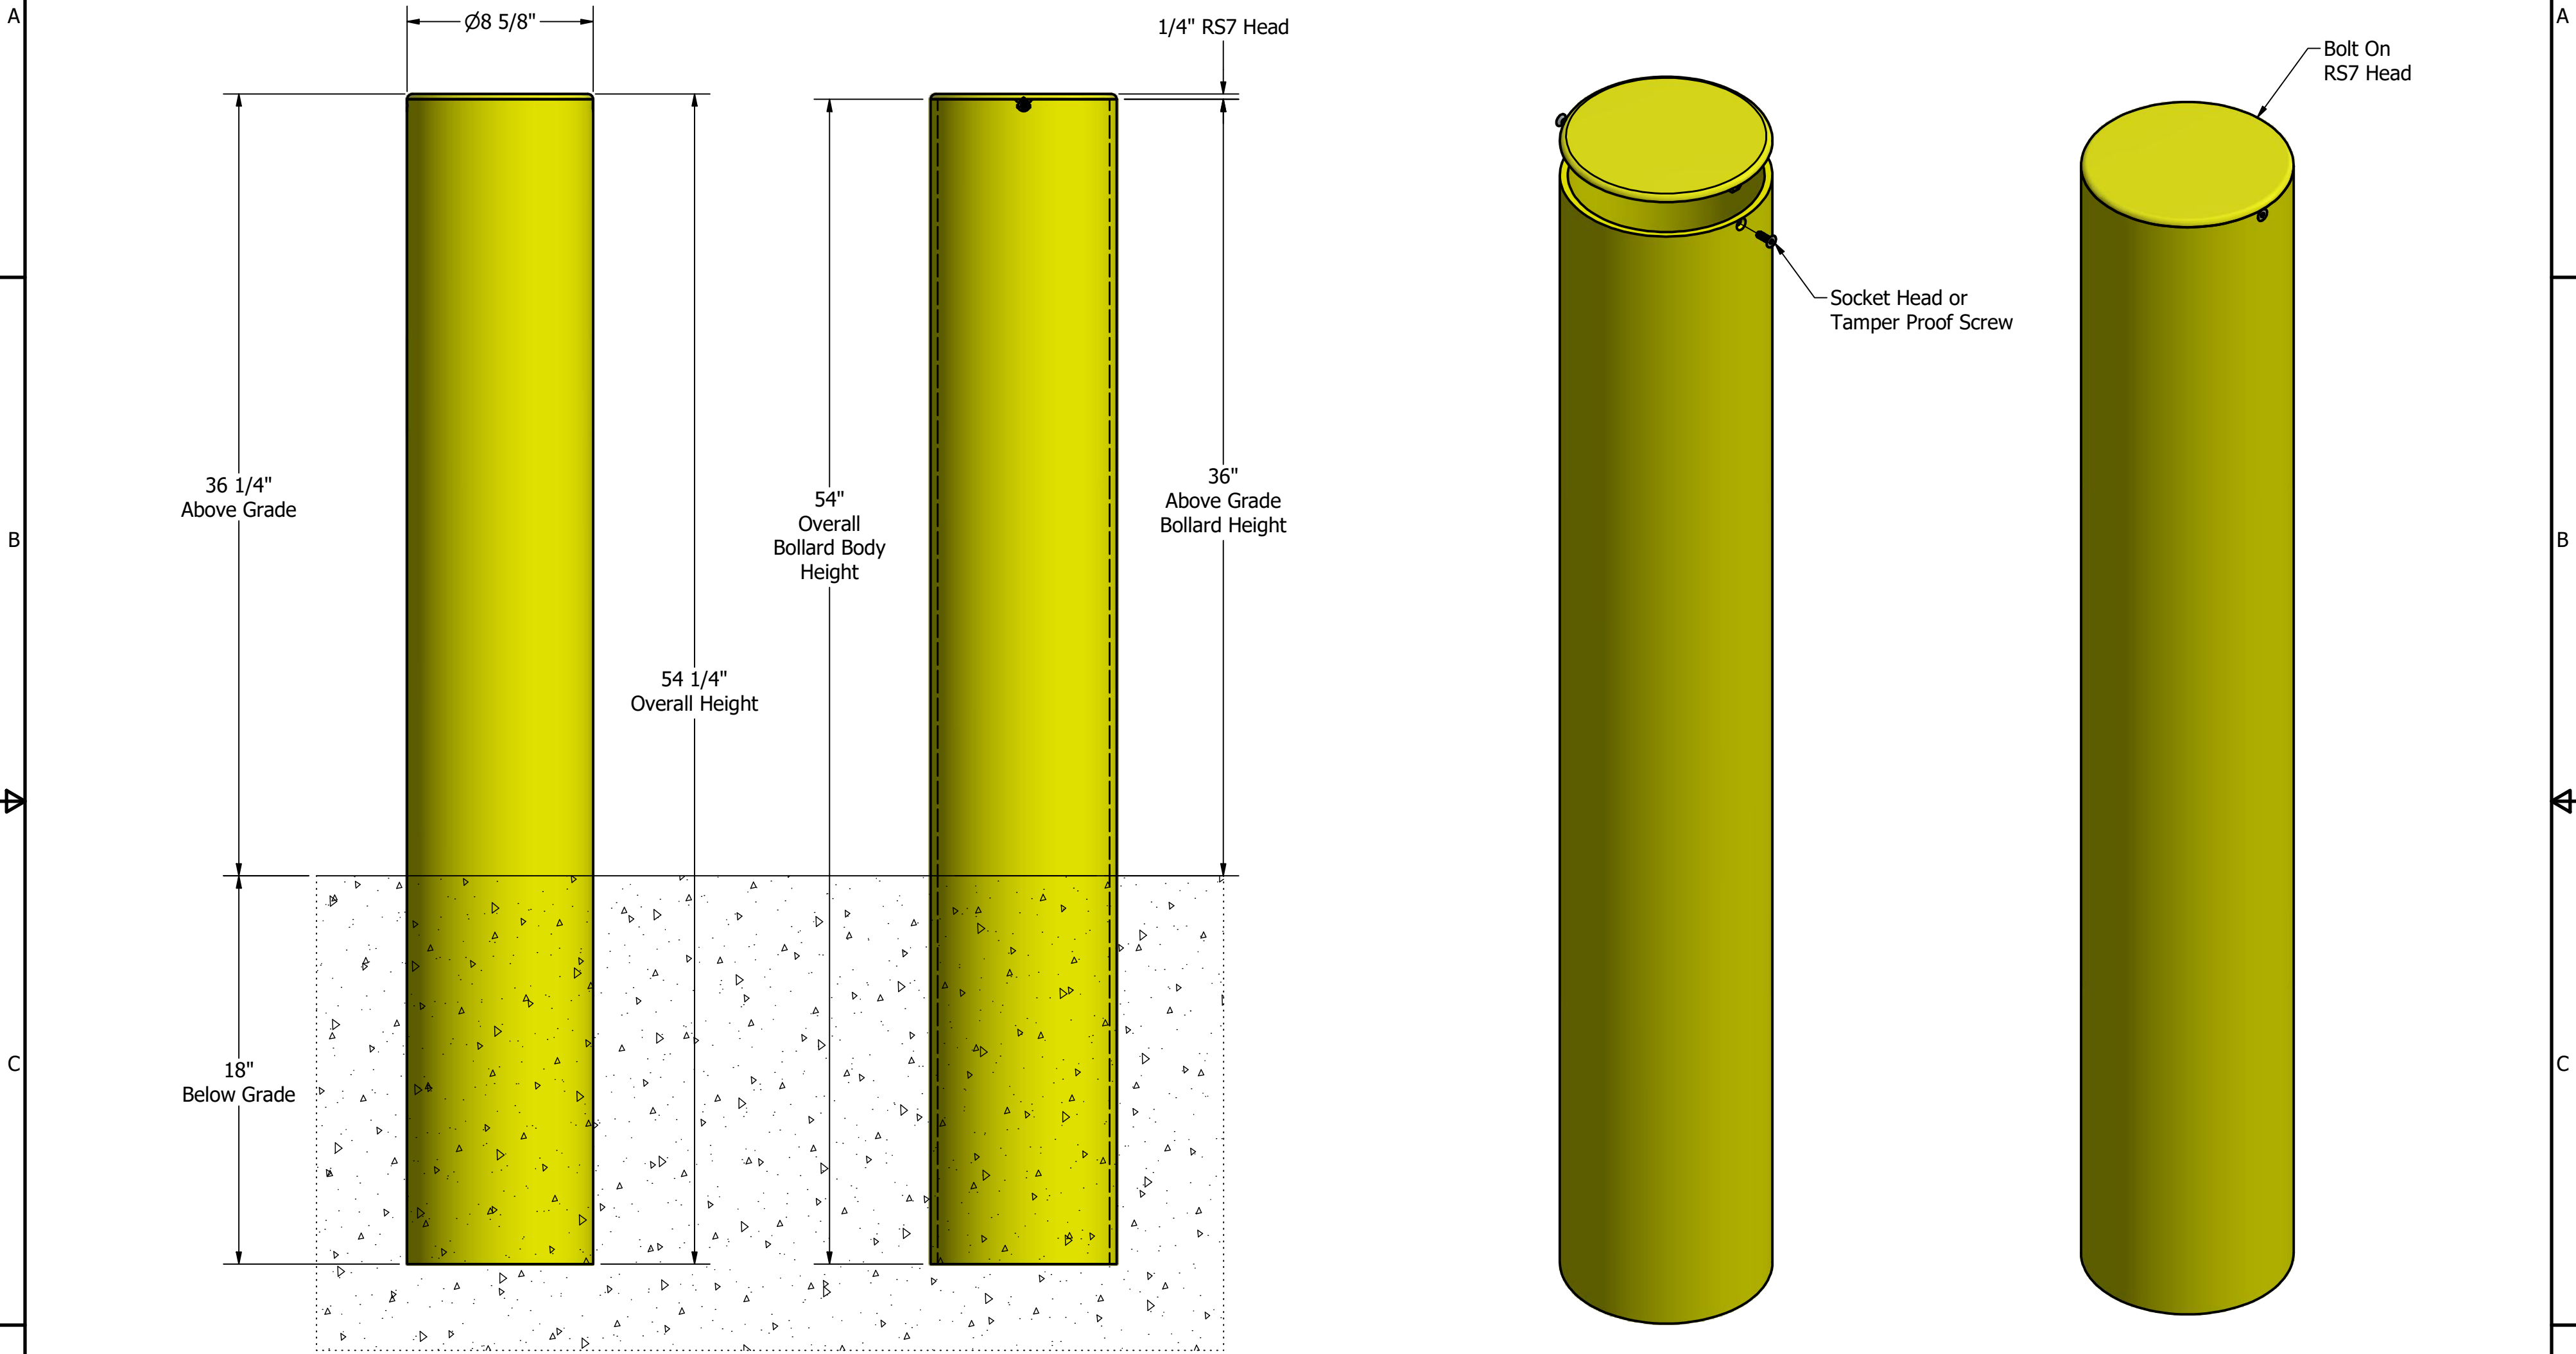 A
Ø8 5/8"
1/4" RS7 Head
A
Bolt On
RS7 Head
Socket Head or
Tamper Proof Screw
36 1/4"
Above Grade
54"
Overall
Bollard Body
Height
36"
Above Grade
Bollard Height
B
B
54 1/4"
Overall Height
18"
Below Grade
C
C